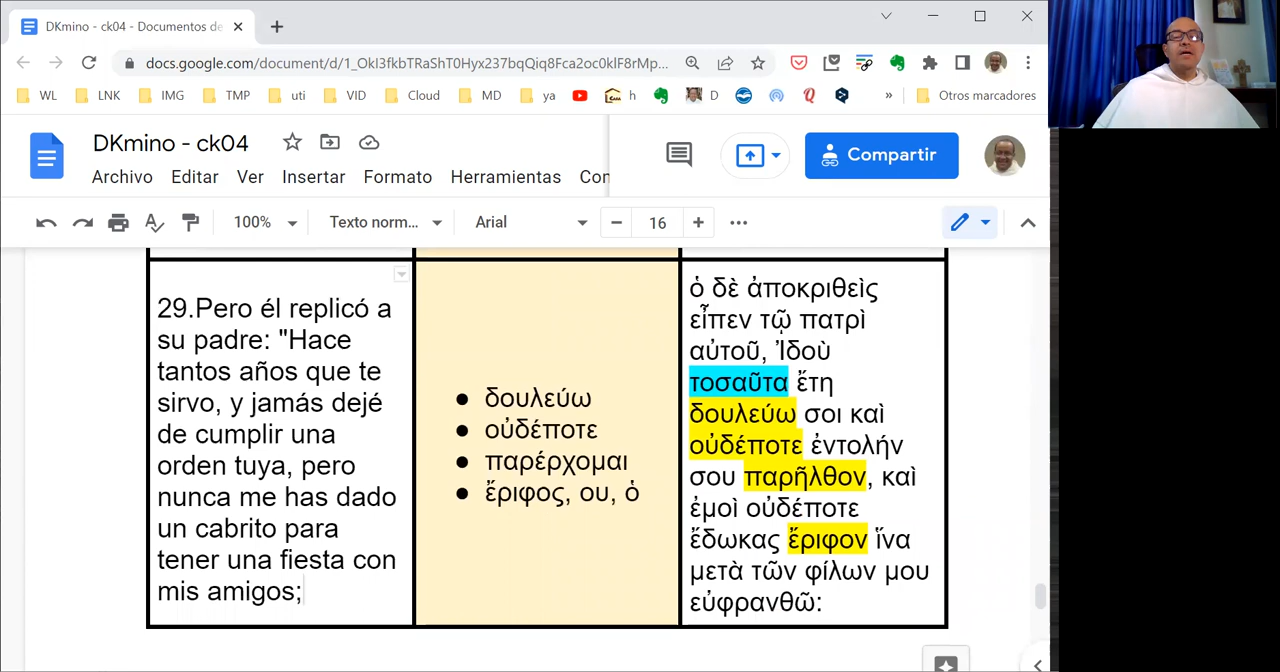 DKmino - ck04 - Documentos de
docs.google.com/document/d/1_OkI3fkbTRaShT0Hyx237bqQiq8Fca2oc0klF8rMp...
WL LNK IMG TMP uti VID Cloud MD ya h D » Otros marcadores
DKmino - ck04
Compartir
Archivo Editar Ver Insertar Formato Herramientas Con
100% Texto norm... Arial 16
29.Pero él replicó a
su padre: "Hace
tantos años que te
sirvo, y jamás dejé
de cumplir una
orden tuya, pero
nunca me has dado
un cabrito para
tener una fiesta con
mis amigos;
● δουλεύω
● οὐδέποτε
● παρέρχομαι
● ἔριφος, ου, ὁ
ὁ δὲ ἀποκριθεὶς
εἶπεν τῷ πατρὶ
αὐτοῦ, Ἰδοὺ
τοσαῦτα ἔτη
δουλεύω σοι καὶ
οὐδέποτε ἐντολήν
σου παρῆλθον, καὶ
ἐμοὶ οὐδέποτε
ἔδωκας ἔριφον ἵνα
μετὰ τῶν φίλων μου
εὐφρανθῶ: